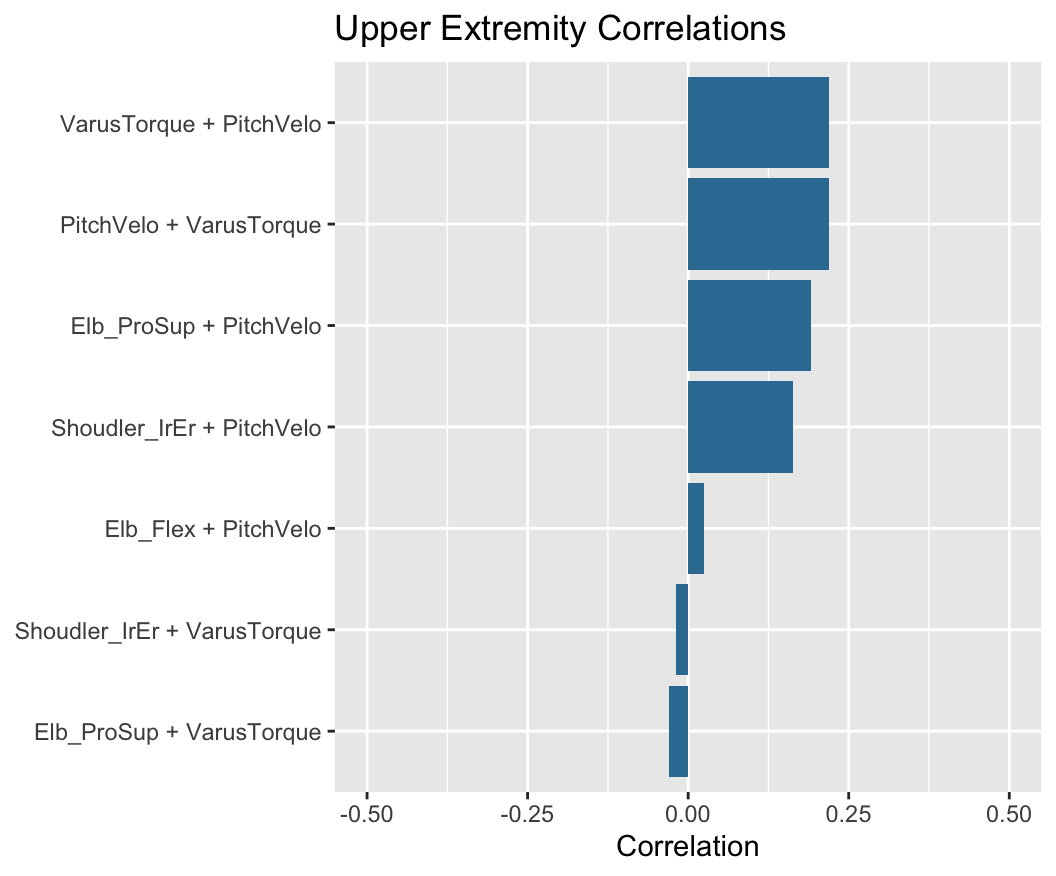 Upper Extremity Correlations
VarusTorque + PitchVelo
PitchVelo + VarusTorque
Elb_ProSup + PitchVelo
Shoudler_IrEr + PitchVelo
Elb_Flex + PitchVelo
Shoudler_IrEr + VarusTorque
Elb_ProSup + VarusTorque
-0.50 -0.25 0.00 0.25 0.50
Correlation